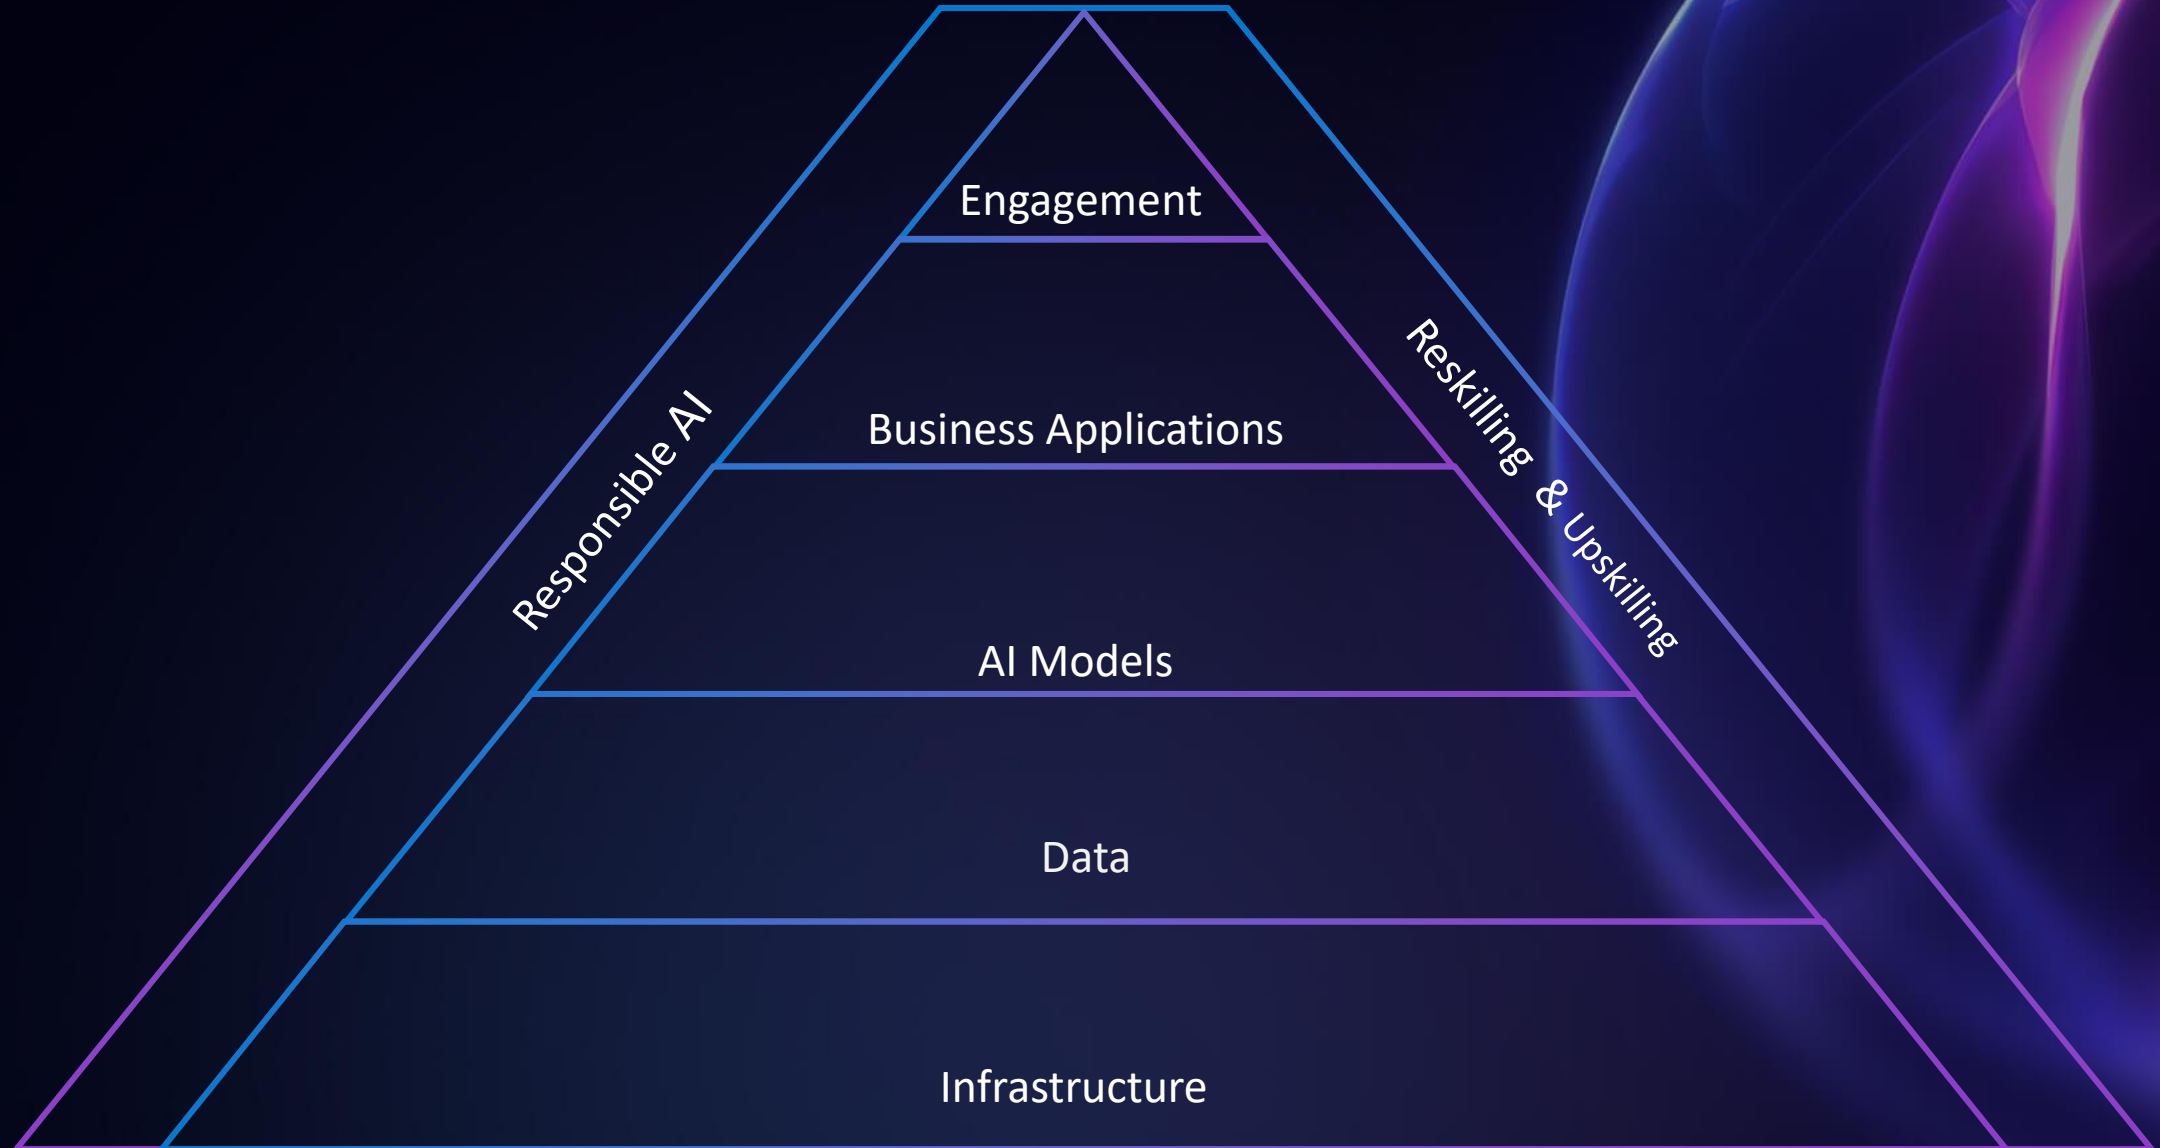 Engagement
Business Applications
Responsible AI
Reskilling & Upskilling
AI Models
Data
Infrastructure